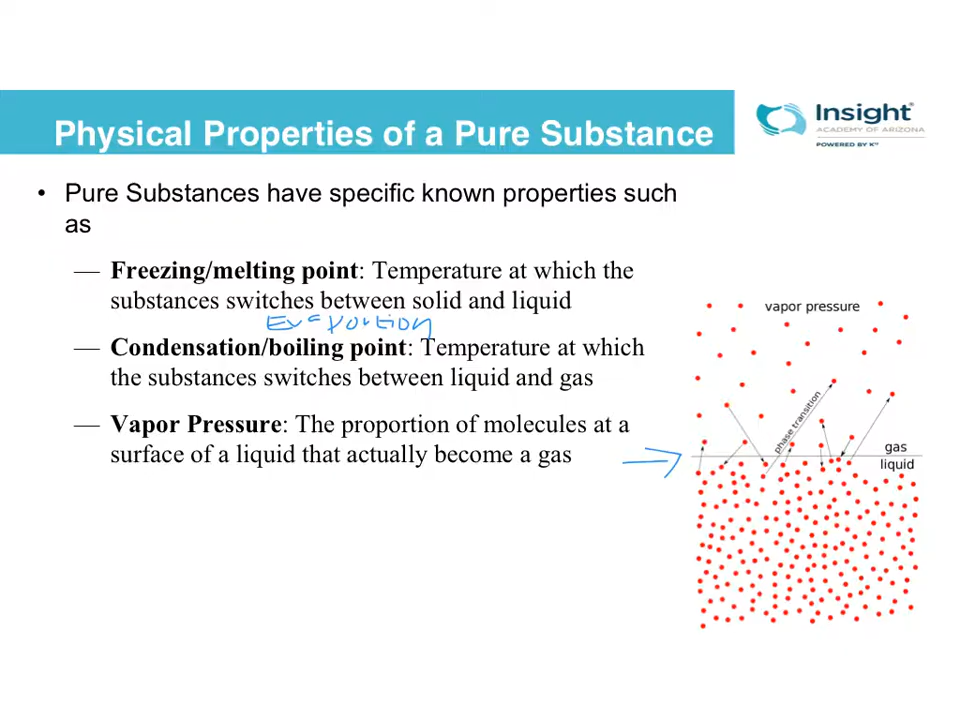 Physical Properties of a Pure Substance
Insight®
ACADEMY OF ARIZONA
POWERED BY K¹²
• Pure Substances have specific known properties such
as
— Freezing/melting point: Temperature at which the
substances switches between solid and liquid
— Condensation/boiling point: Temperature at which
the substances switches between liquid and gas
— Vapor Pressure: The proportion of molecules at a
surface of a liquid that actually become a gas
vapor pressure
phase transition
gas
liquid